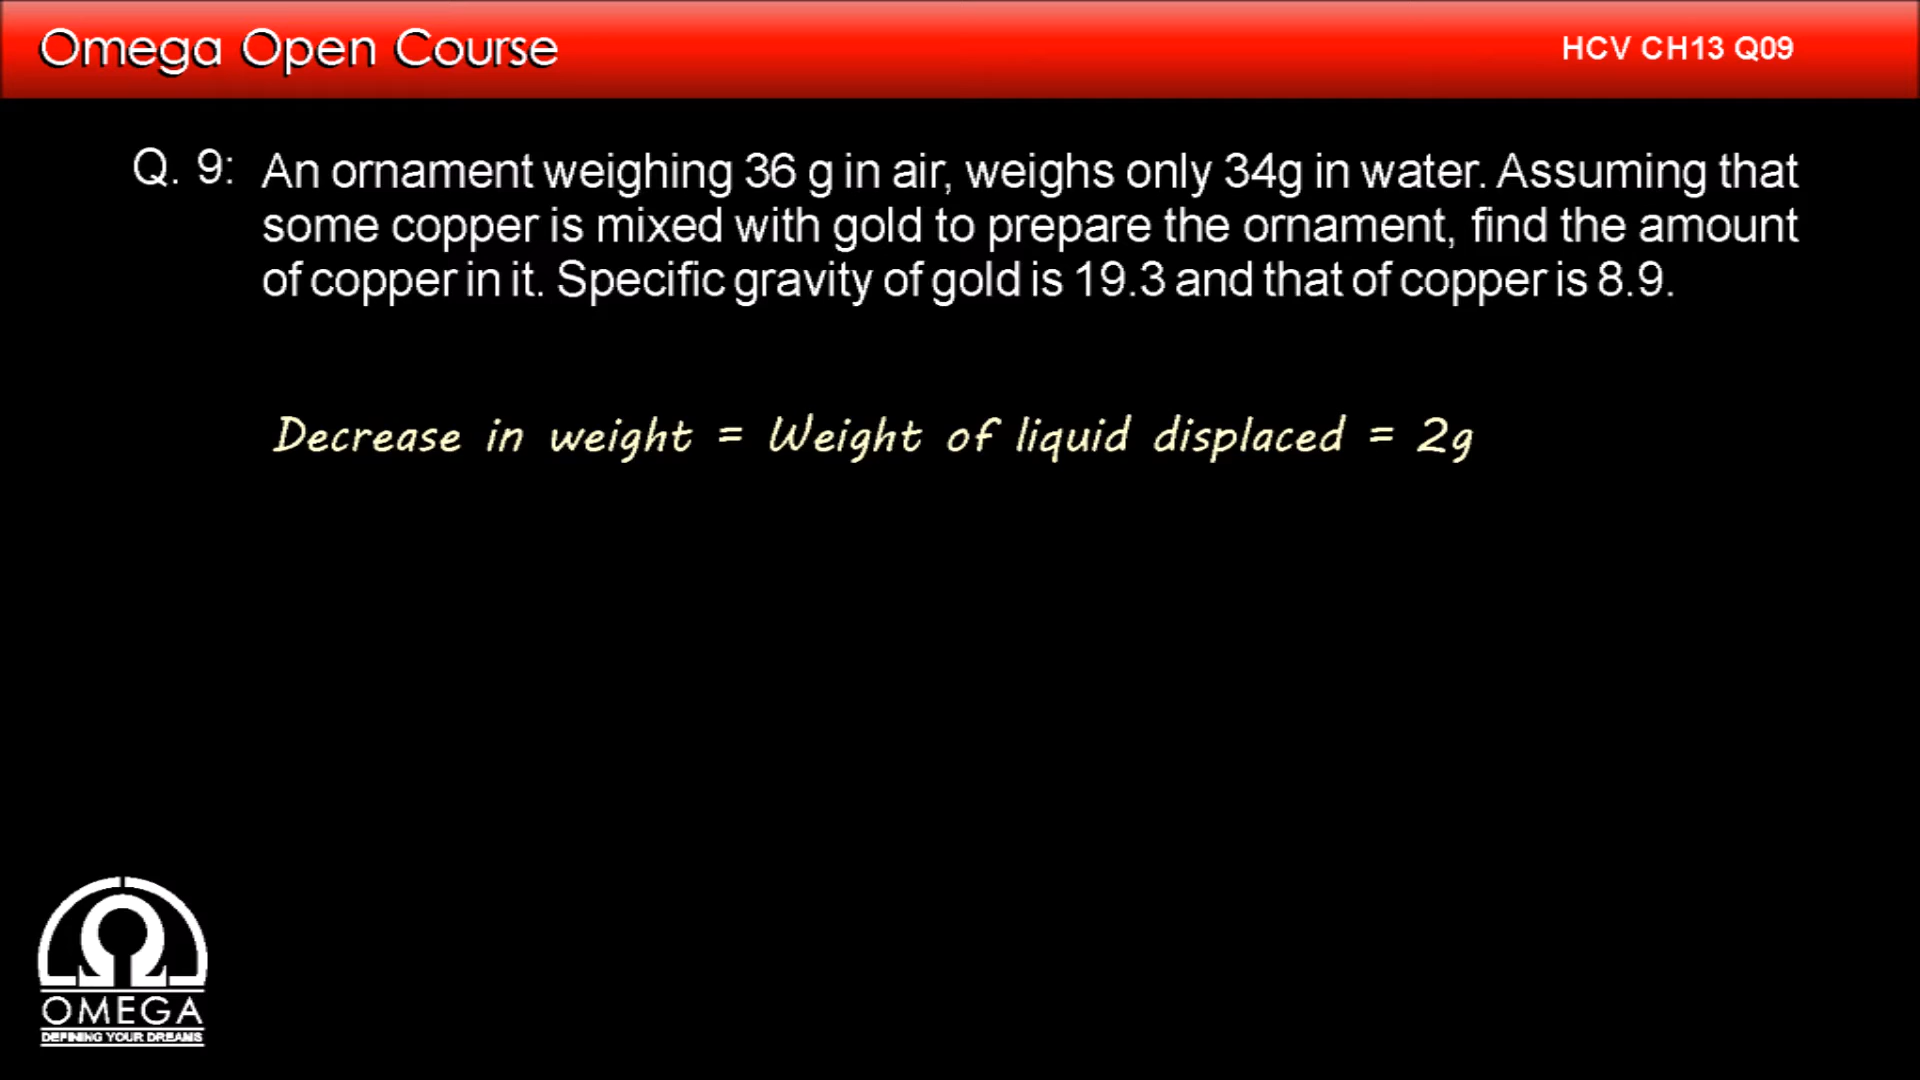 Omega Open Course
HCV CH13 Q09
Q. 9: An ornament weighing 36 g in air, weighs only 34g in water. Assuming that
some copper is mixed with gold to prepare the ornament, find the amount
of copper in it. Specific gravity of gold is 19.3 and that of copper is 8.9.
Decrease in weight = Weight of liquid displaced = 2g
OMEGA
DEFINING YOUR DREAMS